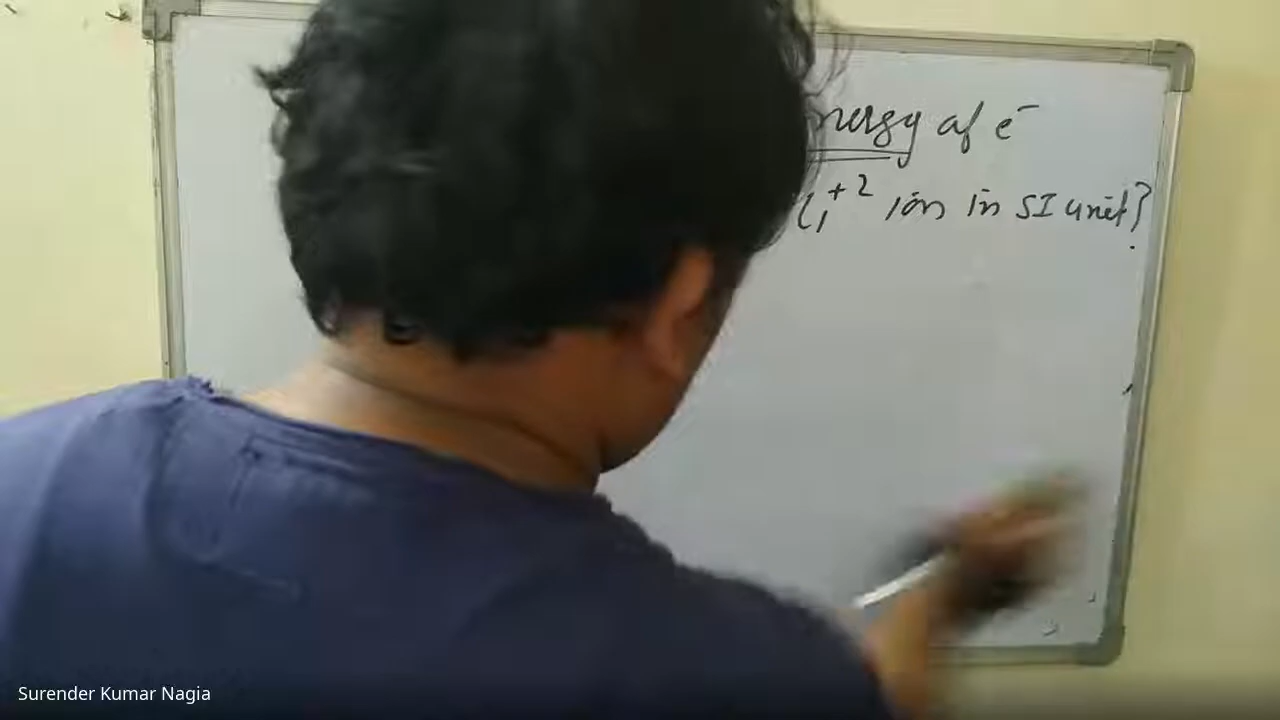 nergy of e⁻
i⁺² ion in SI unit?
Surender Kumar Nagia